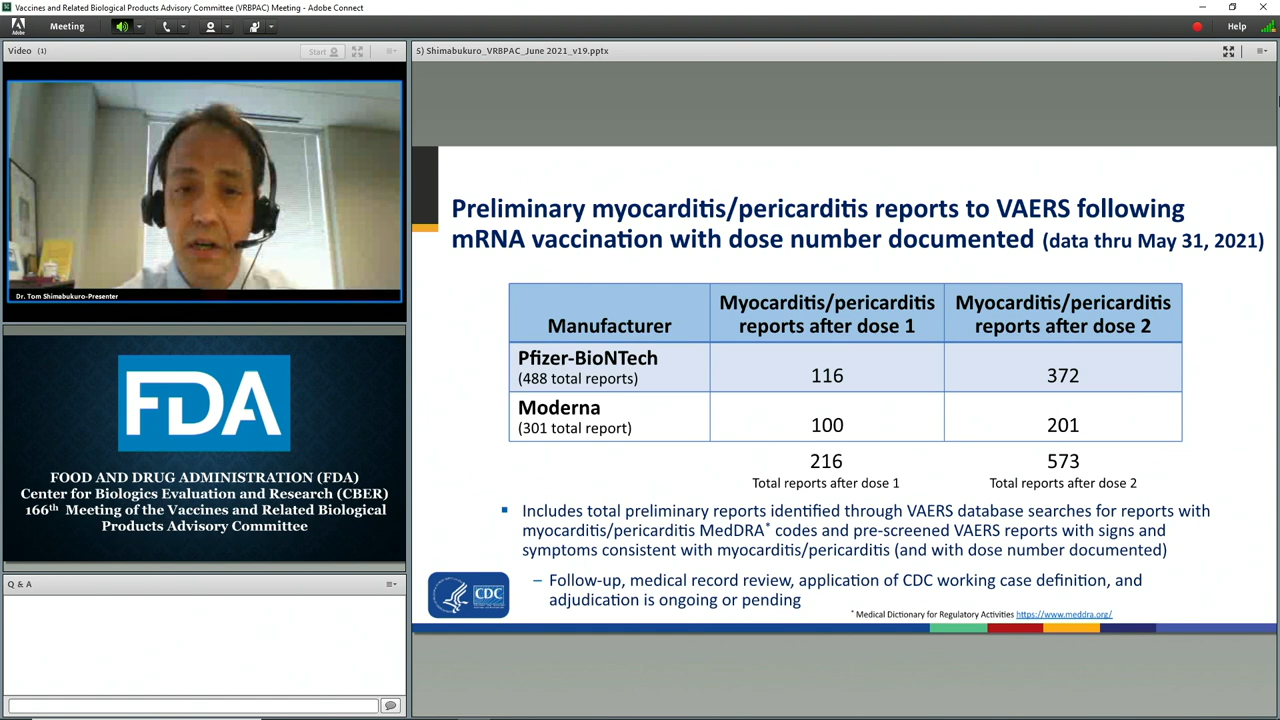 Vaccines and Related Biological Products Advisory Committee (VRBPAC) Meeting - Adobe Connect
Adobe
Meeting
Help
Video (1)
Start
Dr. Tom Shimabukuro-Presenter
FDA
FOOD AND DRUG ADMINISTRATION (FDA)
Center for Biologics Evaluation and Research (CBER)
166th Meeting of the Vaccines and Related Biological
Products Advisory Committee
Q & A
5) Shimabukuro_VRBPAC_June 2021_v19.pptx
Preliminary myocarditis/pericarditis reports to VAERS following
mRNA vaccination with dose number documented (data thru May 31, 2021)
Manufacturer
Myocarditis/pericarditis
reports after dose 1
Myocarditis/pericarditis
reports after dose 2
Pfizer-BioNTech
(488 total reports)
116
372
Moderna
(301 total report)
100
201
216
573
Total reports after dose 1
Total reports after dose 2
▪ Includes total preliminary reports identified through VAERS database searches for reports with
myocarditis/pericarditis MedDRA* codes and pre-screened VAERS reports with signs and
symptoms consistent with myocarditis/pericarditis (and with dose number documented)
– Follow-up, medical record review, application of CDC working case definition, and
adjudication is ongoing or pending
CDC
* Medical Dictionary for Regulatory Activities https://www.meddra.org/